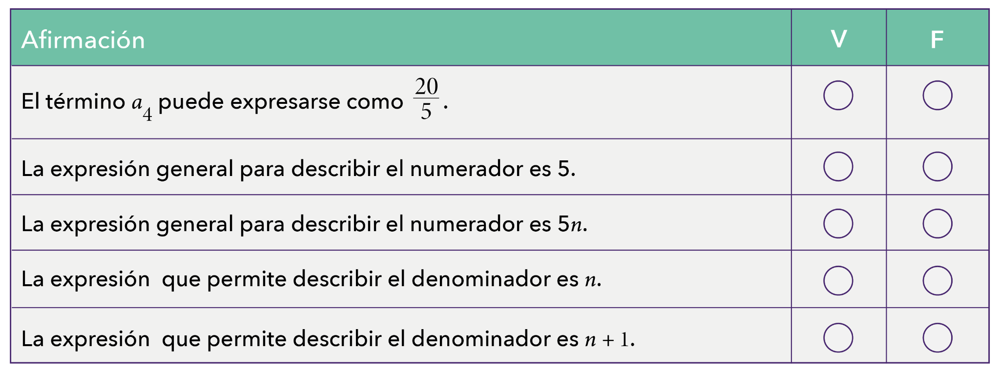 Afirmación V F
El término a₄ puede expresarse como 20/5.
La expresión general para describir el numerador es 5.
La expresión general para describir el numerador es 5n.
La expresión que permite describir el denominador es n.
La expresión que permite describir el denominador es n + 1.